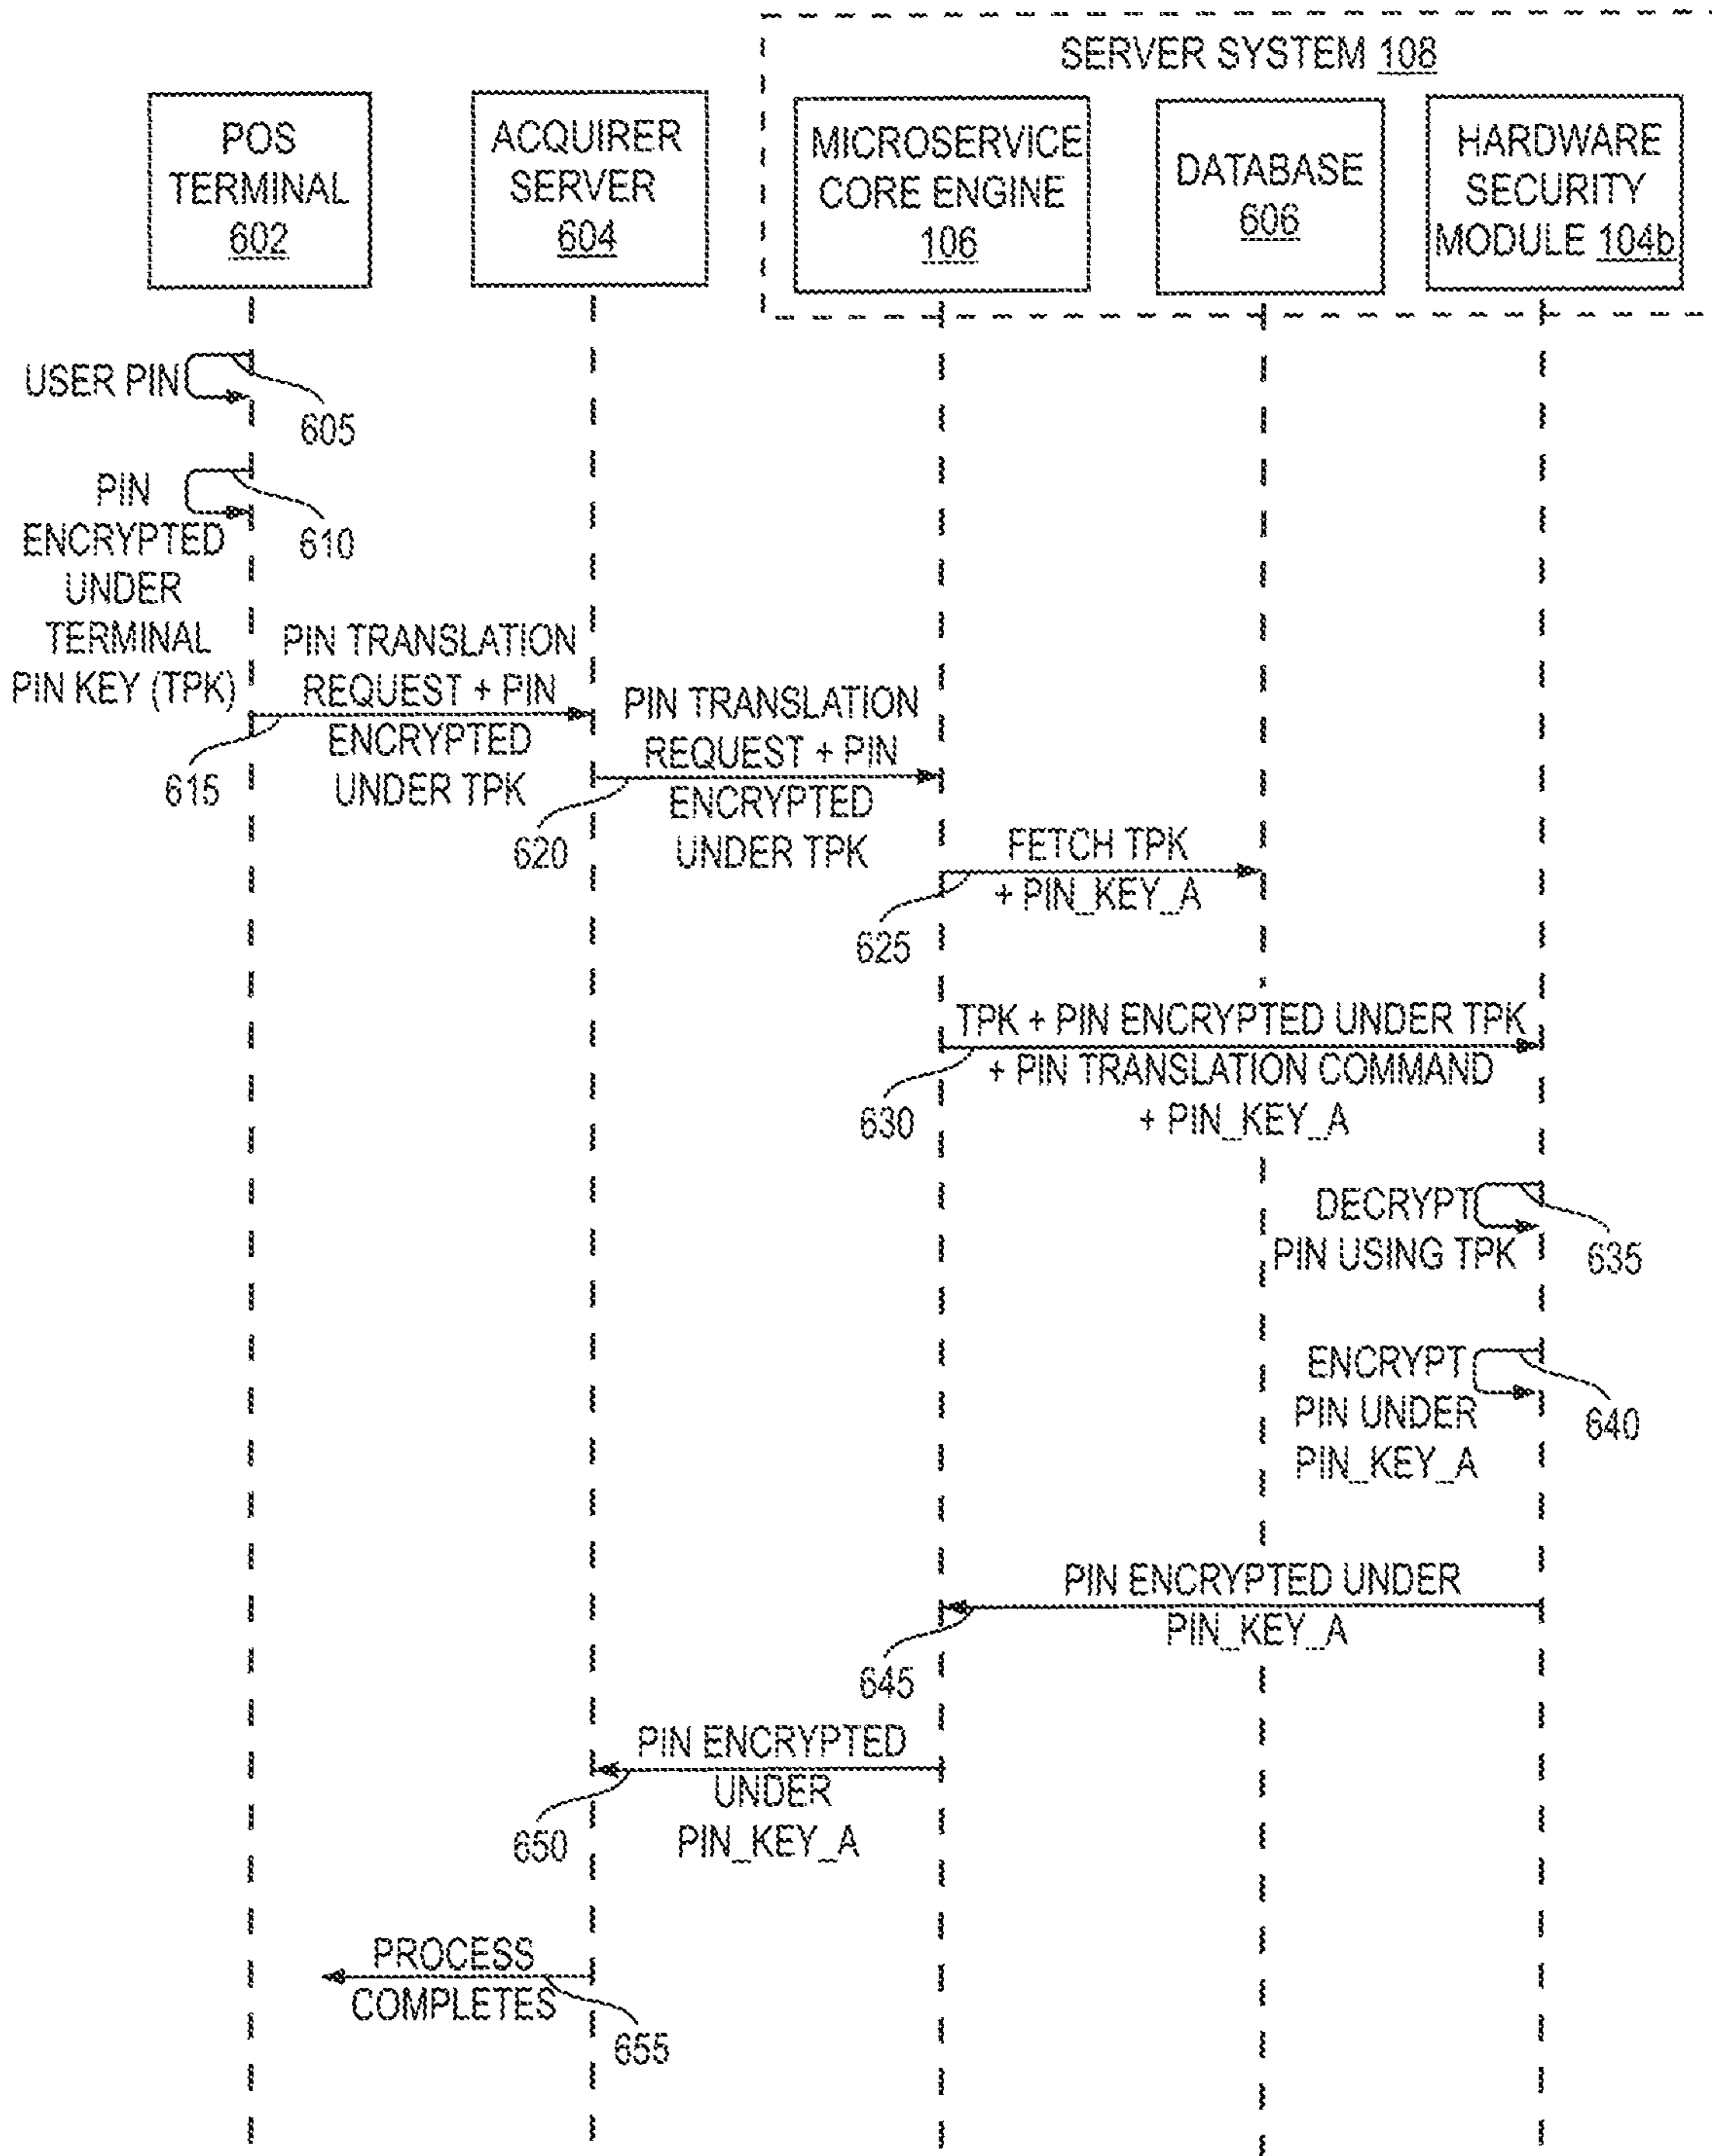 SERVER SYSTEM 108
POS
TERMINAL
602
ACQUIRER
SERVER
604
MICROSERVICE
CORE ENGINE
106
DATABASE
606
HARDWARE
SECURITY
MODULE 104b
USER PIN
605
PIN
ENCRYPTED
UNDER
TERMINAL
PIN KEY (TPK)
610
PIN TRANSLATION
REQUEST + PIN
ENCRYPTED
UNDER TPK
615
PIN TRANSLATION
REQUEST + PIN
ENCRYPTED
UNDER TPK
620
FETCH TPK
+ PIN_KEY_A
625
TPK + PIN ENCRYPTED UNDER TPK
+ PIN TRANSLATION COMMAND
+ PIN_KEY_A
630
DECRYPT
PIN USING TPK
635
ENCRYPT
PIN UNDER
PIN_KEY_A
640
PIN ENCRYPTED UNDER
PIN_KEY_A
645
PIN ENCRYPTED
UNDER
PIN_KEY_A
650
PROCESS
COMPLETES
655